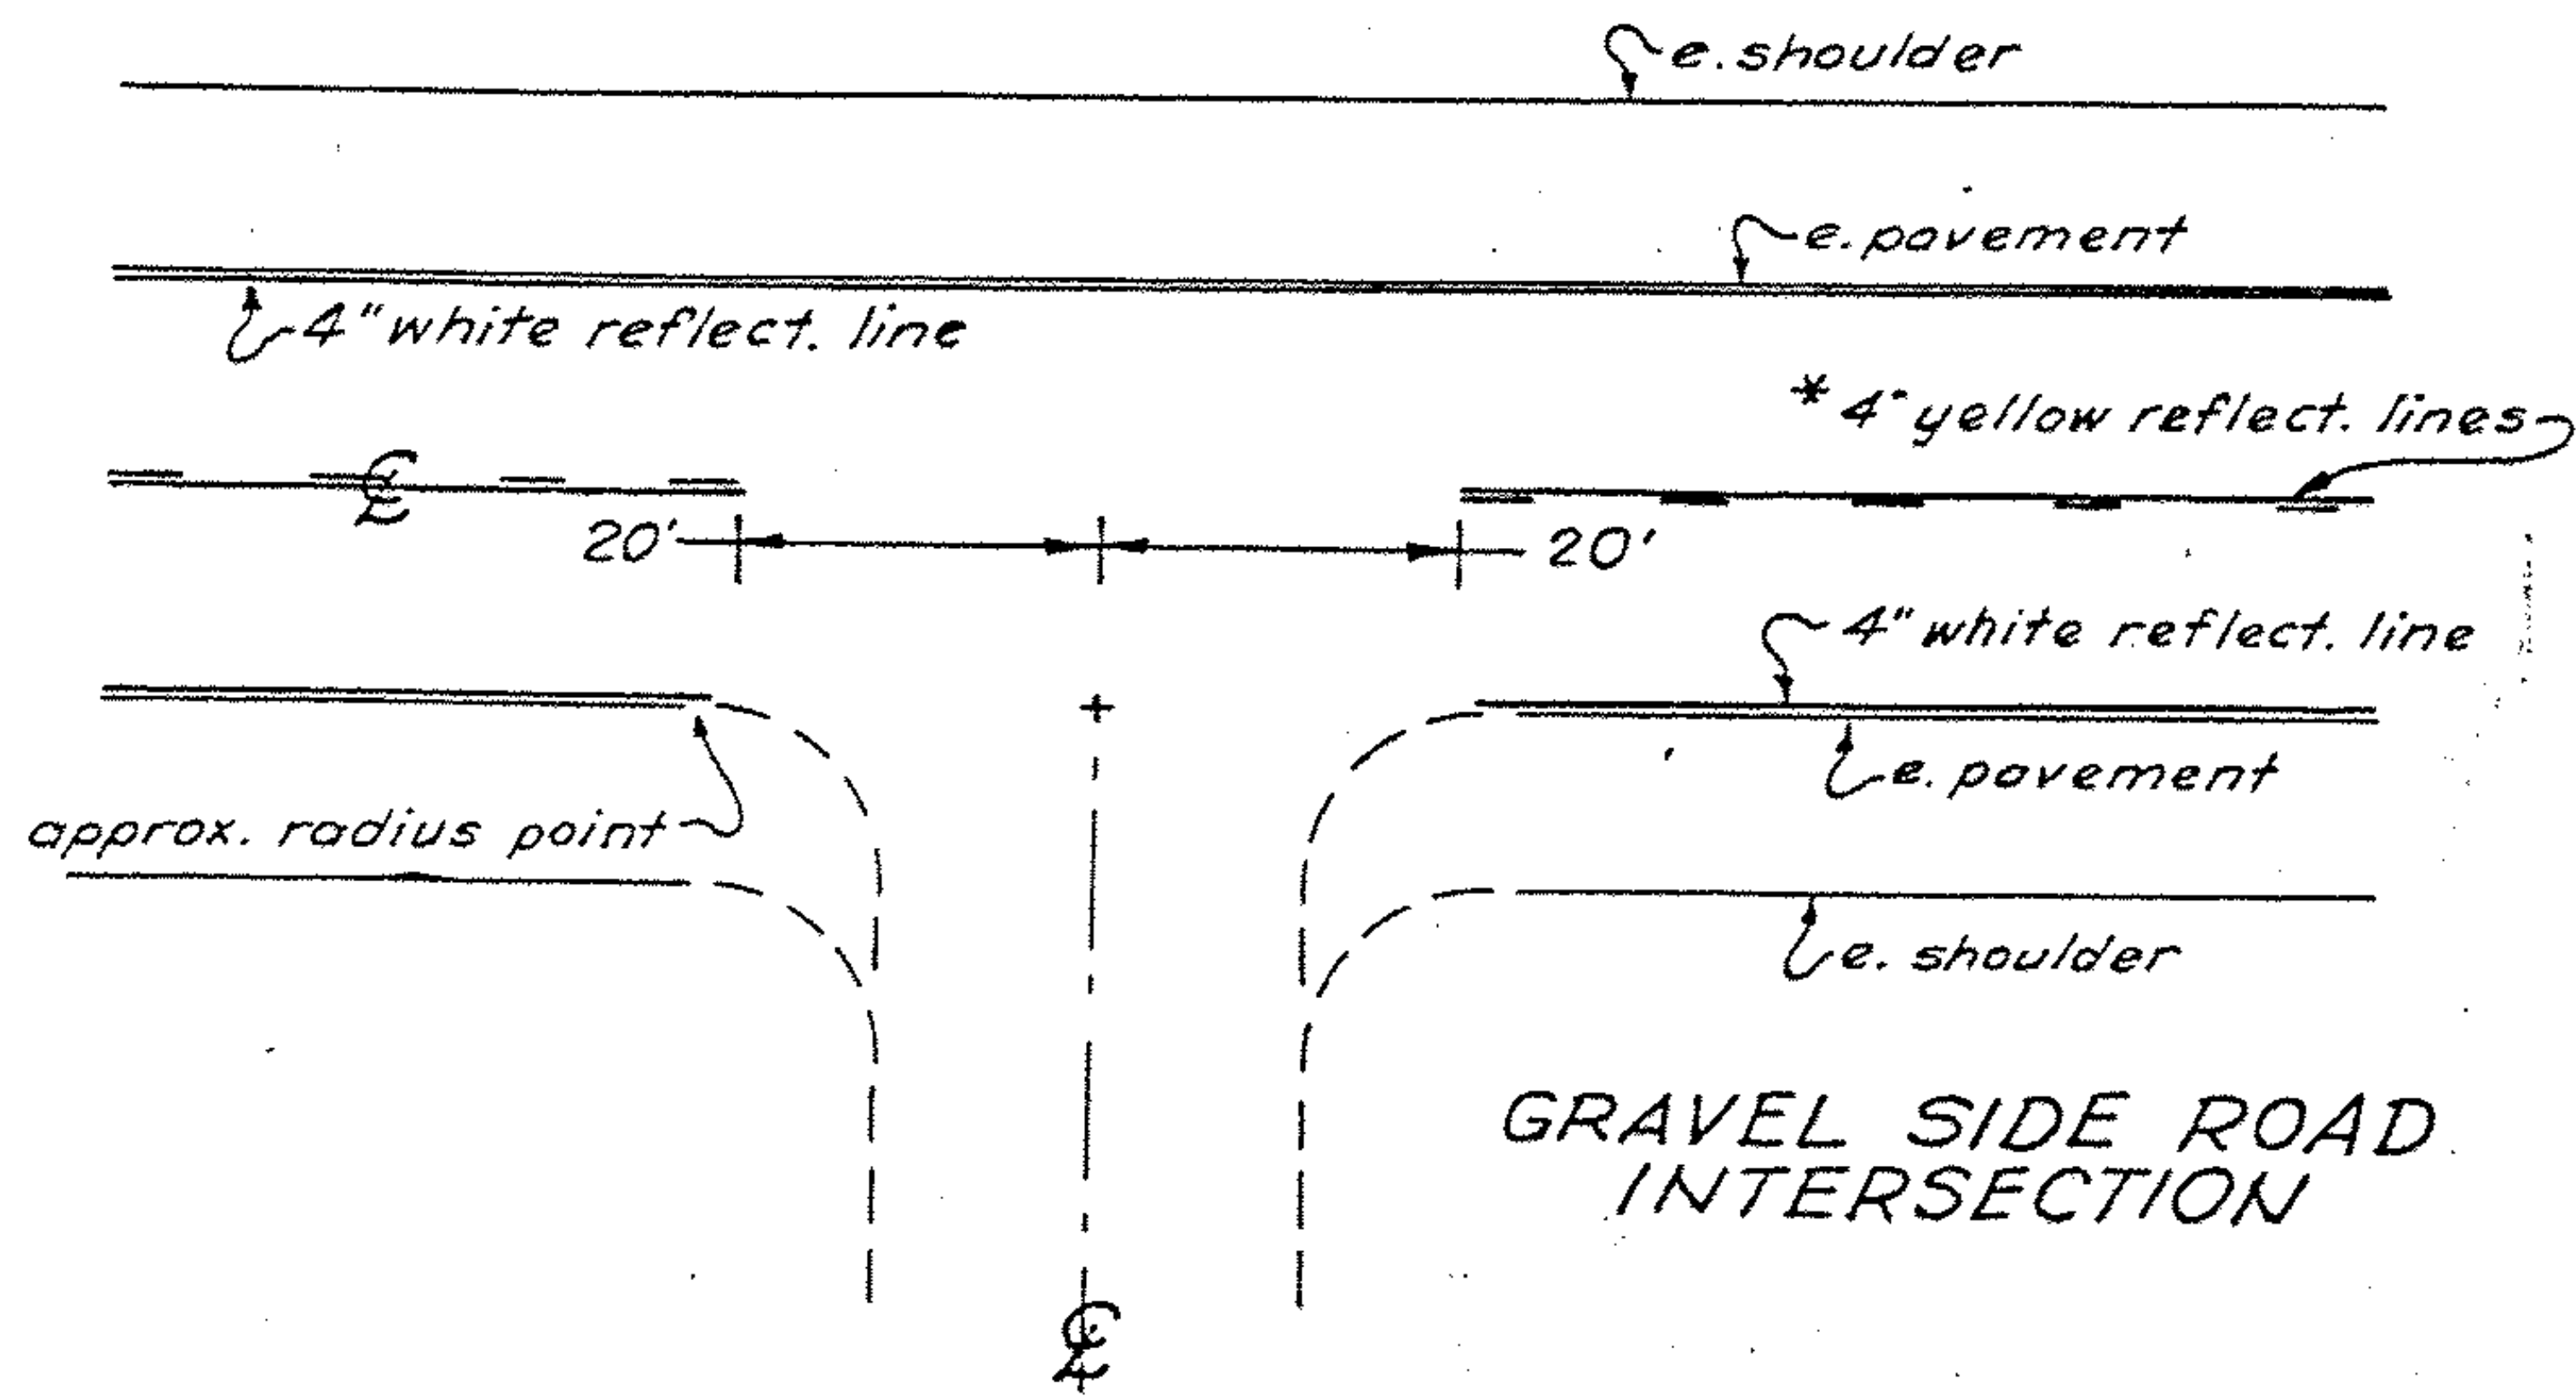 e. shoulder
e. pavement
4" white reflect. line
* 4" yellow reflect. lines
℄
20'
20'
4" white reflect. line
e. pavement
approx. radius point
e. shoulder
GRAVEL SIDE ROAD
INTERSECTION
℄